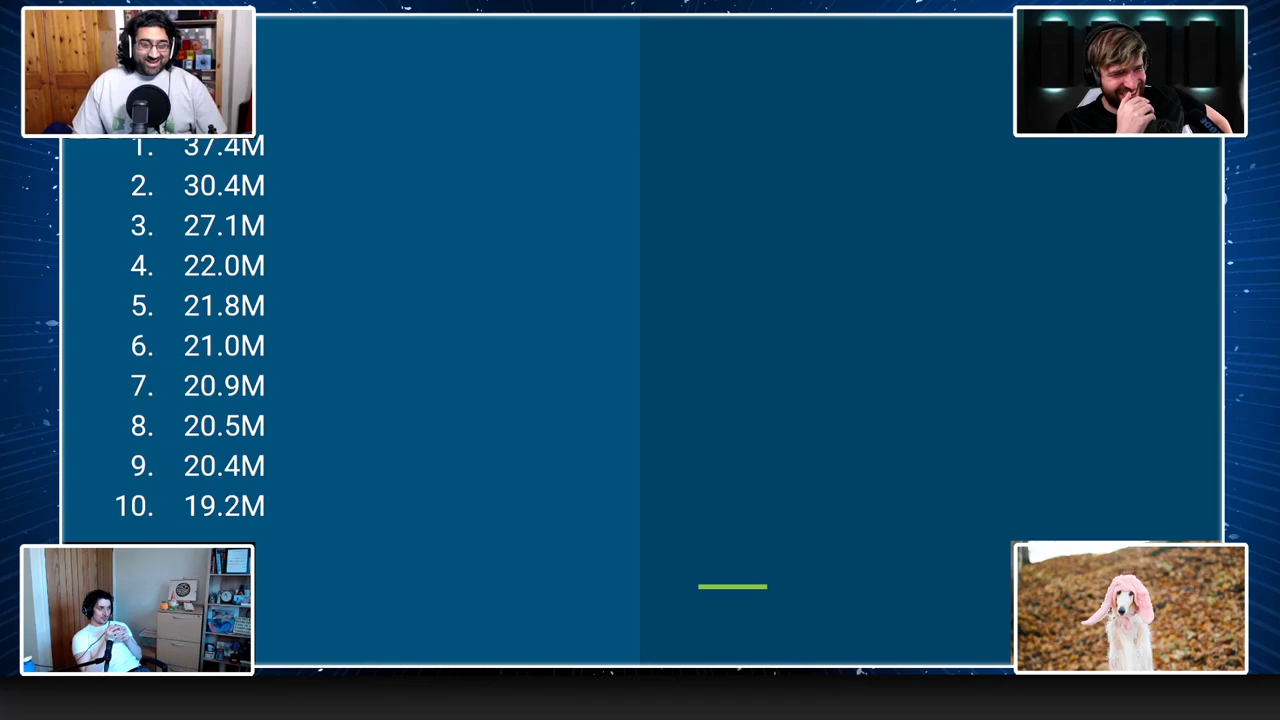 1. 37.4M
2. 30.4M
3. 27.1M
4. 22.0M
5. 21.8M
6. 21.0M
7. 20.9M
8. 20.5M
9. 20.4M
10. 19.2M